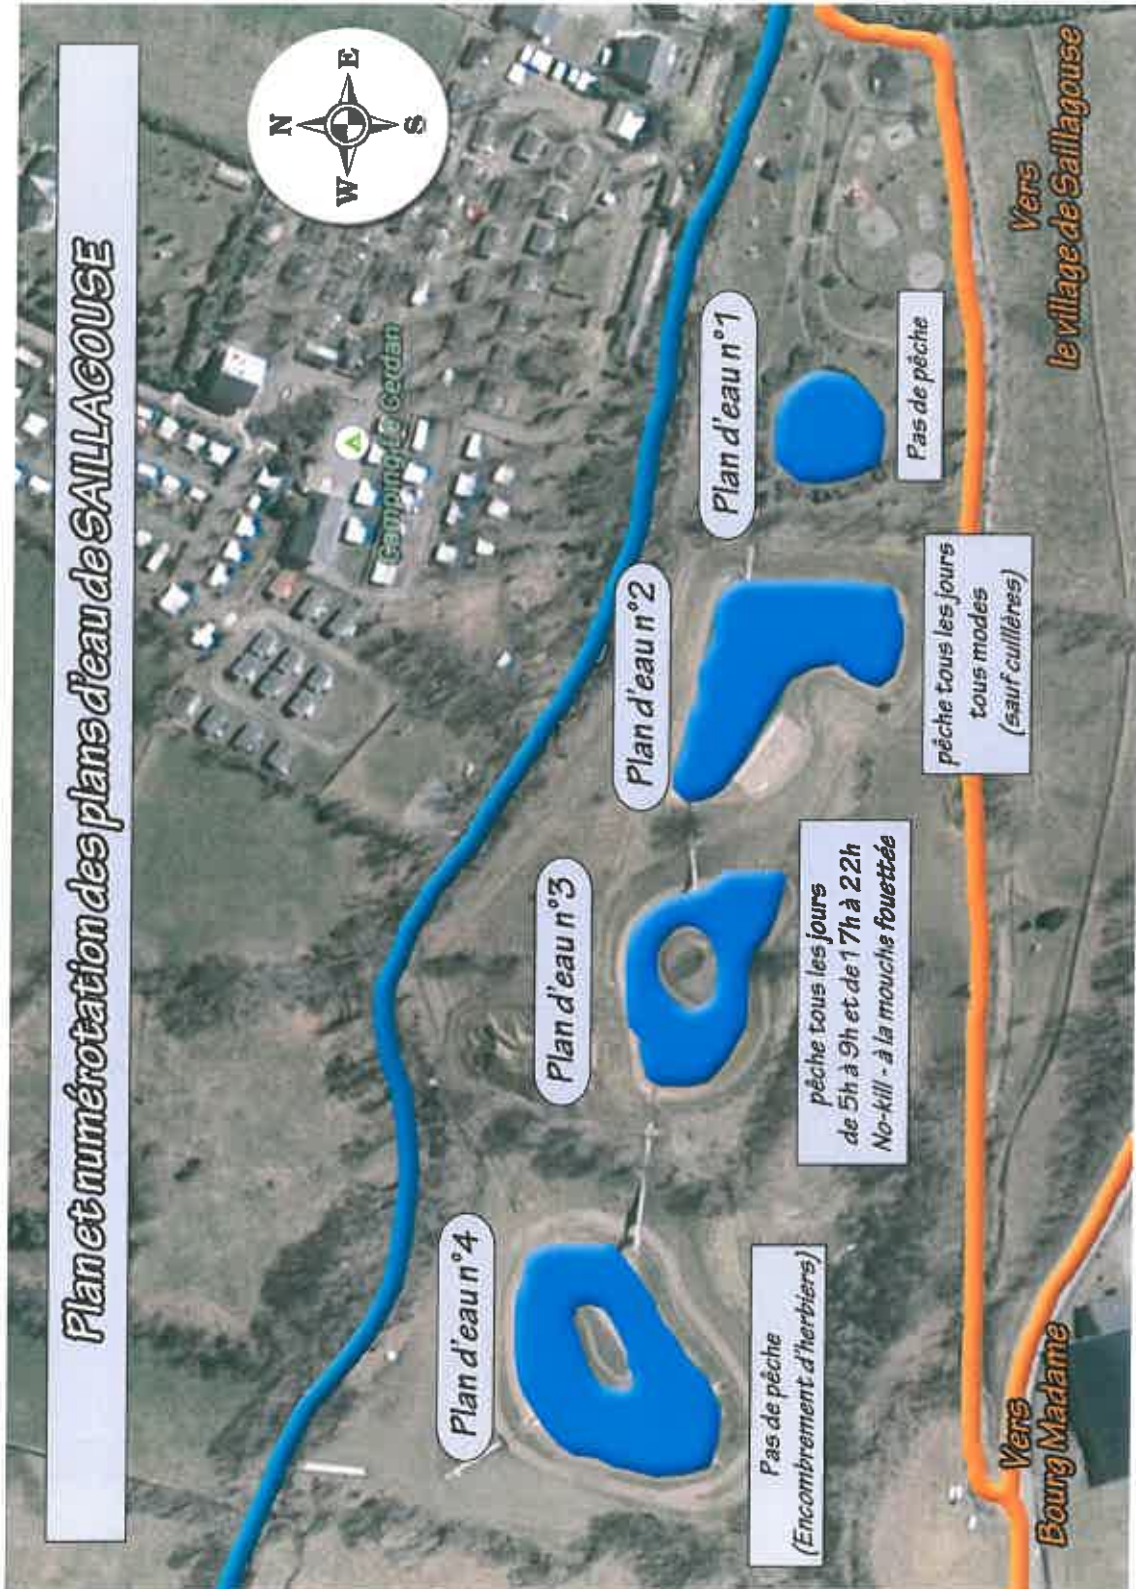 Plan et numérotation des plans d'eau de SAILLAGOUSE
N
W
E
S
Camping Le Cerdan
Plan d'eau n°4
Plan d'eau n°3
Plan d'eau n°2
Plan d'eau n°1
Pas de pêche
(Encombrement d'herbiers)
pêche tous les jours
de 5h à 9h et de 17h à 22h
No-kill - à la mouche fouettée
pêche tous les jours
tous modes
(sauf cuillères)
Pas de pêche
Vers
Bourg Madame
Vers
le village de Saillagouse